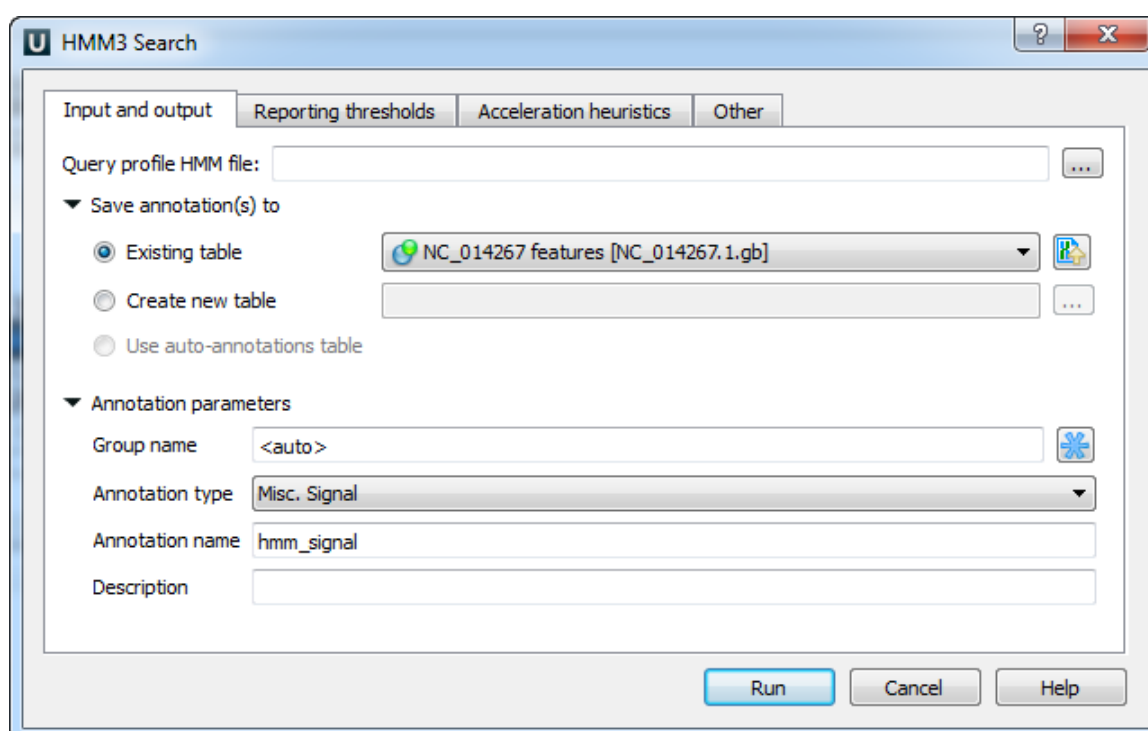 U HMM3 Search
? X
Input and output Reporting thresholds Acceleration heuristics Other
Query profile HMM file: ...
Save annotation(s) to
Existing table NC_014267 features [NC_014267.1.gb]
Create new table ...
Use auto-annotations table
Annotation parameters
Group name <auto>
Annotation type Misc. Signal
Annotation name hmm_signal
Description
Run Cancel Help